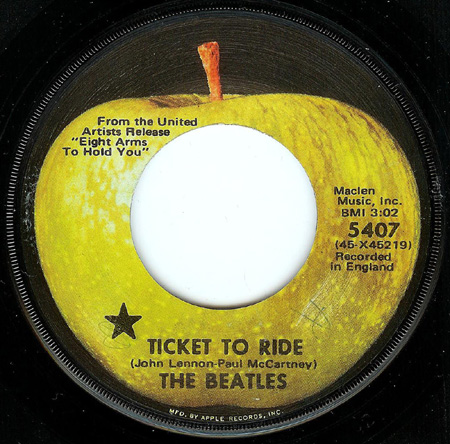 From the United
Artists Release
"Eight Arms
To Hold You"
Maclen
Music, Inc.
BMI 3:02
5407
(45-X45219)
Recorded
in England
TICKET TO RIDE
(John Lennon-Paul McCartney)
THE BEATLES
MFD. BY APPLE RECORDS, INC.